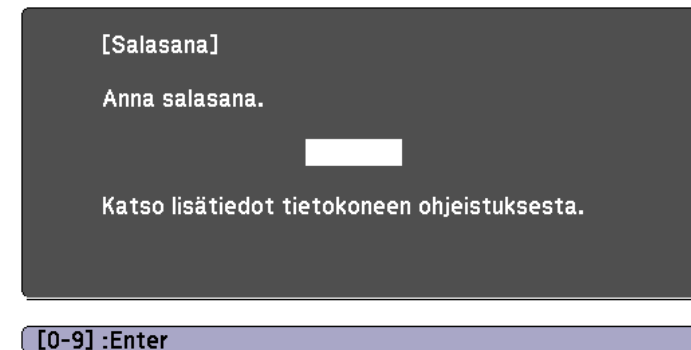 [Salasana]
Anna salasana.
Katso lisätiedot tietokoneen ohjeistuksesta.
[0-9] :Enter